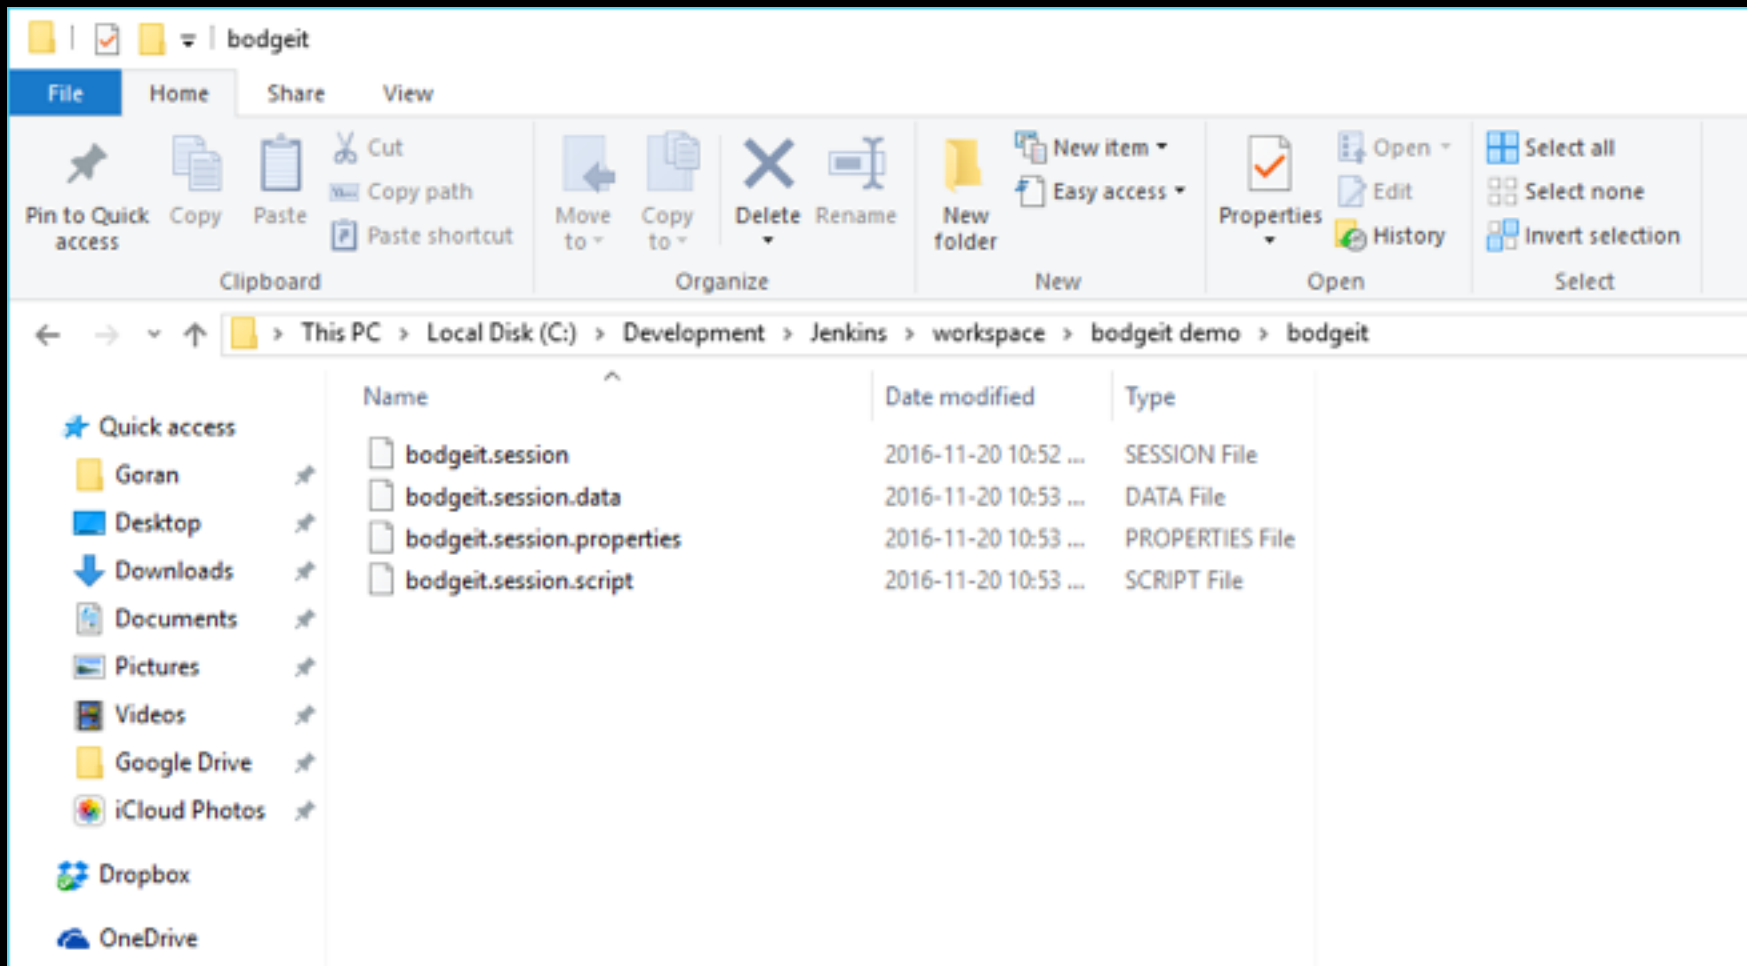 bodgeit
File Home Share View
Pin to Quick access
Copy
Paste
Cut
Copy path
Paste shortcut
Clipboard
Move to
Copy to
Delete
Rename
Organize
New folder
New item
Easy access
New
Properties
Open
Edit
History
Open
Select all
Select none
Invert selection
Select
This PC > Local Disk (C:) > Development > Jenkins > workspace > bodgeit demo > bodgeit
Name Date modified Type
Quick access
Goran
Desktop
Downloads
Documents
Pictures
Videos
Google Drive
iCloud Photos
Dropbox
OneDrive
bodgeit.session 2016-11-20 10:52 ... SESSION File
bodgeit.session.data 2016-11-20 10:53 ... DATA File
bodgeit.session.properties 2016-11-20 10:53 ... PROPERTIES File
bodgeit.session.script 2016-11-20 10:53 ... SCRIPT File